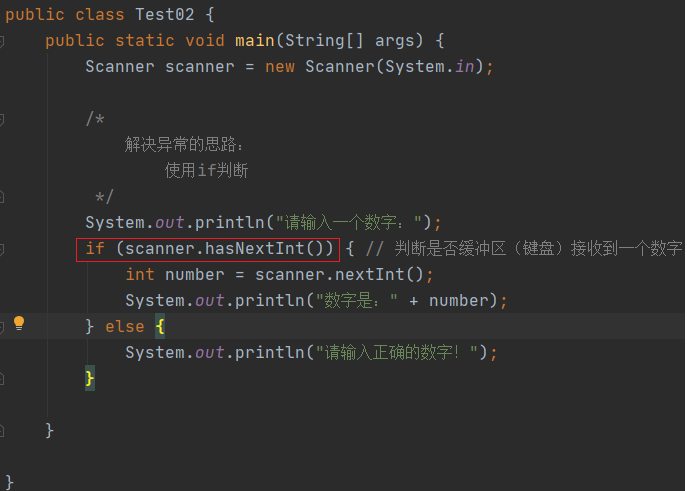 public class Test02 {
    public static void main(String[] args) {
        Scanner scanner = new Scanner(System.in);
        /*
            解决异常的思路：
                使用if判断
         */
        System.out.println("请输入一个数字：");
        if (scanner.hasNextInt()) { // 判断是否缓冲区（键盘）接收到一个数字
            int number = scanner.nextInt();
            System.out.println("数字是：" + number);
        } else {
            System.out.println("请输入正确的数字！");
        }
    }
}